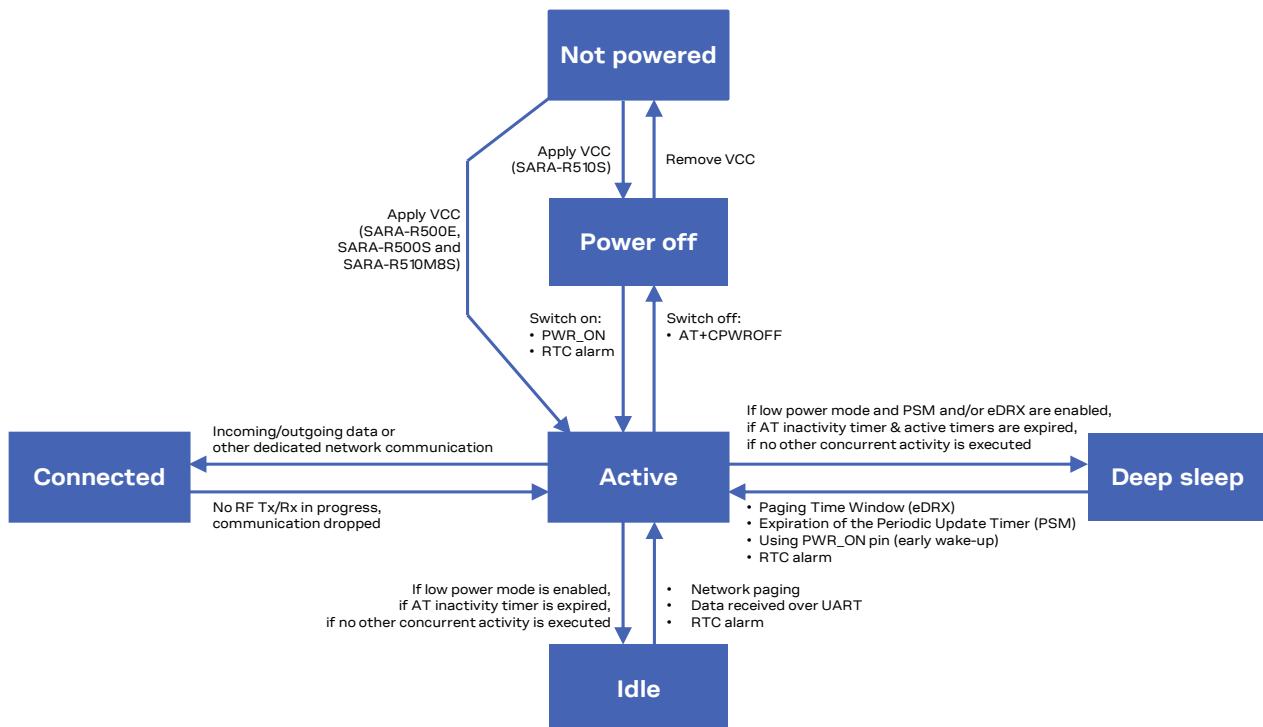 Not powered
Apply VCC
(SARA-R510S)
Remove VCC
Apply VCC
(SARA-R500E,
SARA-R500S and
SARA-R510M8S)
Power off
Switch on:
• PWR_ON
• RTC alarm
Switch off:
• AT+CPWROFF
Incoming/outgoing data or
other dedicated network communication
If low power mode and PSM and/or eDRX are enabled,
if AT inactivity timer & active timers are expired,
if no other concurrent activity is executed
Connected
Active
Deep sleep
No RF Tx/Rx in progress,
communication dropped
• Paging Time Window (eDRX)
• Expiration of the Periodic Update Timer (PSM)
• Using PWR_ON pin (early wake-up)
• RTC alarm
If low power mode is enabled,
if AT inactivity timer is expired,
if no other concurrent activity is executed
• Network paging
• Data received over UART
• RTC alarm
Idle